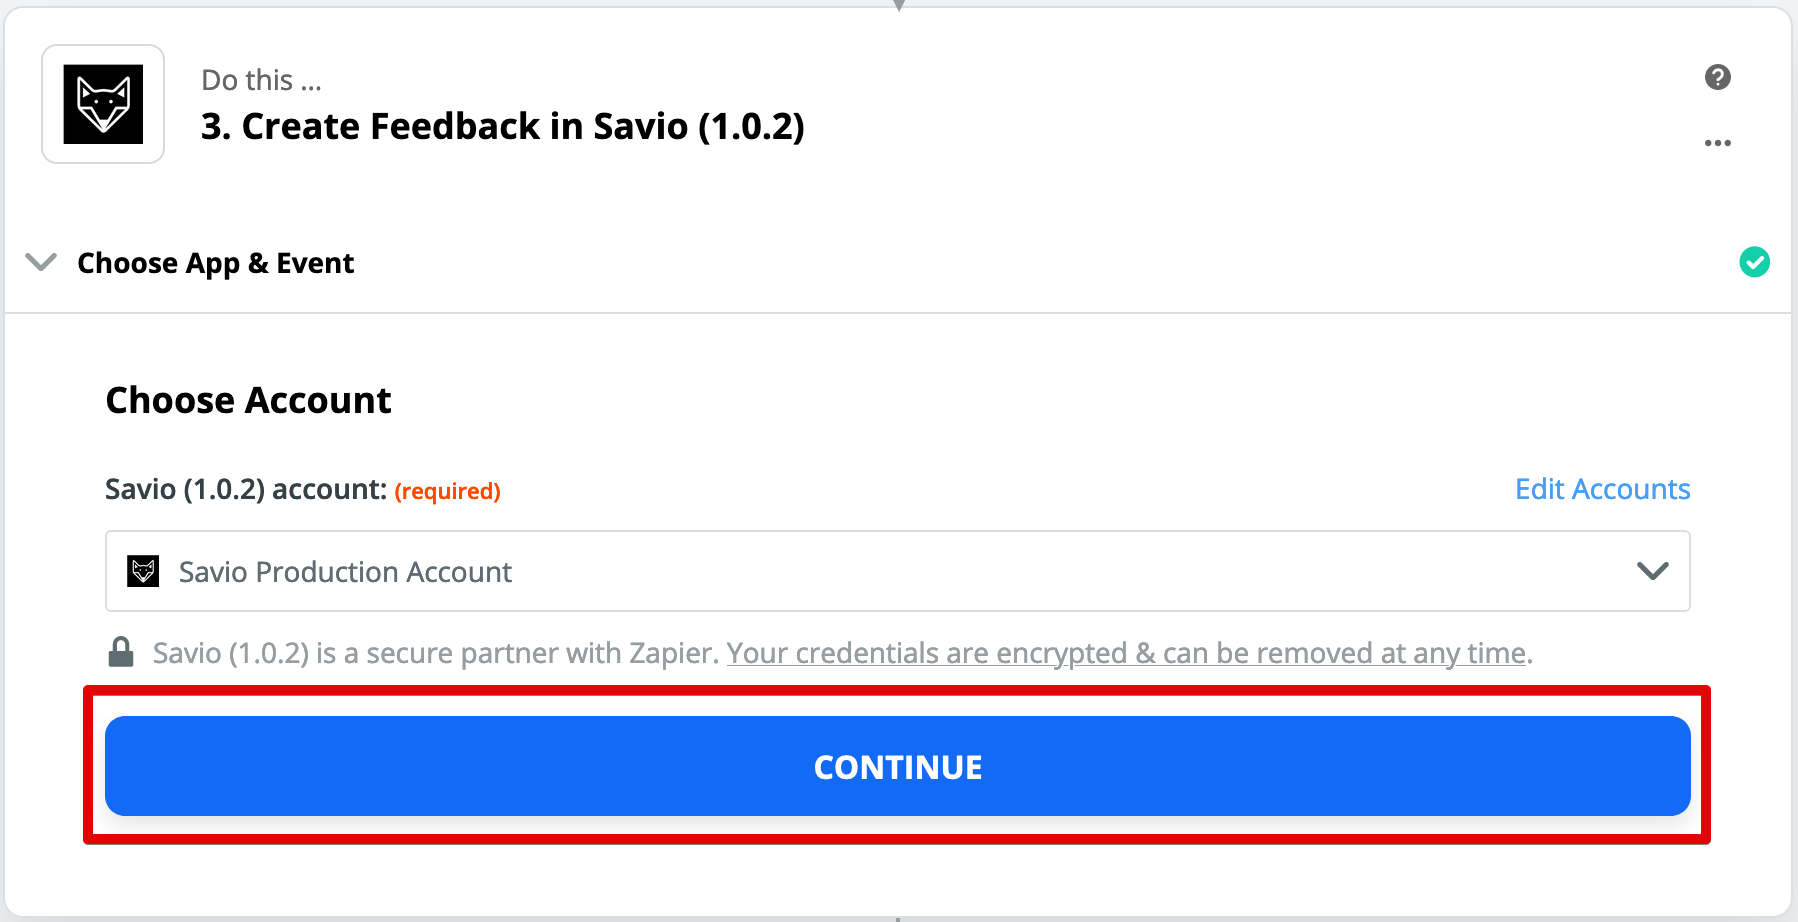 Do this ...
3. Create Feedback in Savio (1.0.2)
Choose App & Event
Choose Account
Savio (1.0.2) account: (required)
Edit Accounts
Savio Production Account
Savio (1.0.2) is a secure partner with Zapier. Your credentials are encrypted & can be removed at any time.
CONTINUE